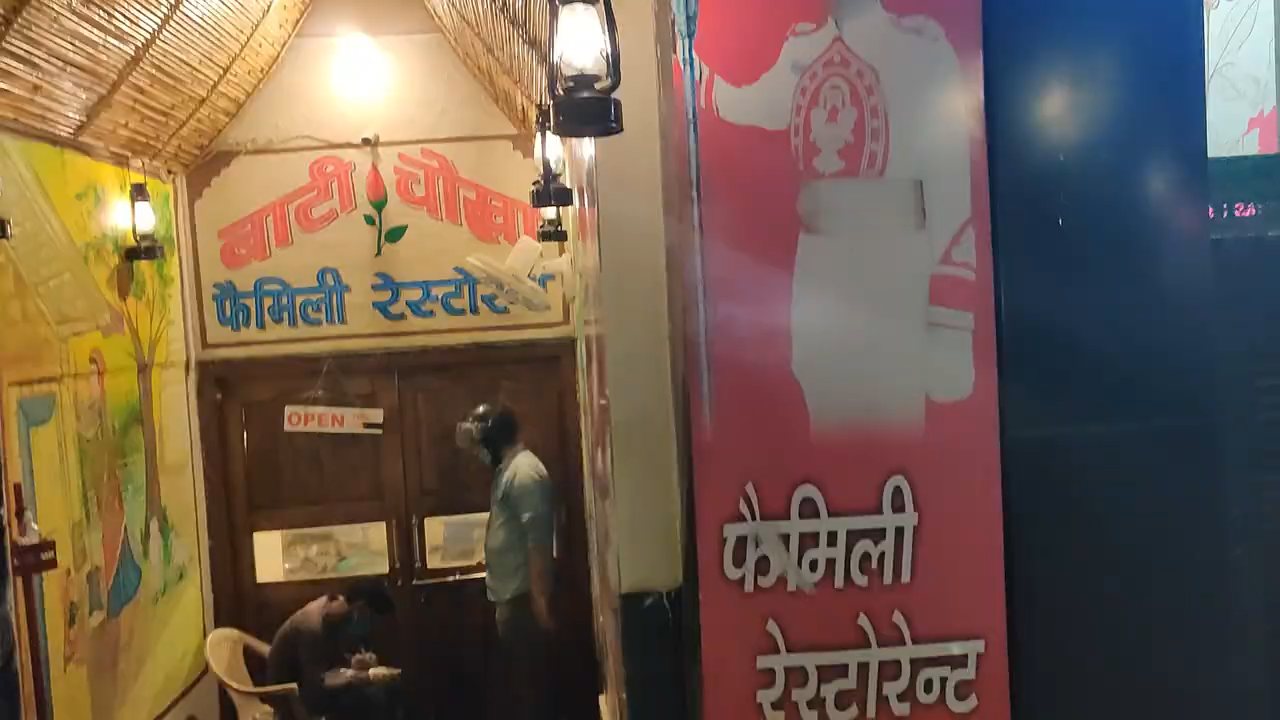 बाटी चौखा
फैमिली रेस्टोरेन्ट
OPEN
फैमिली
रेस्टोरेन्ट